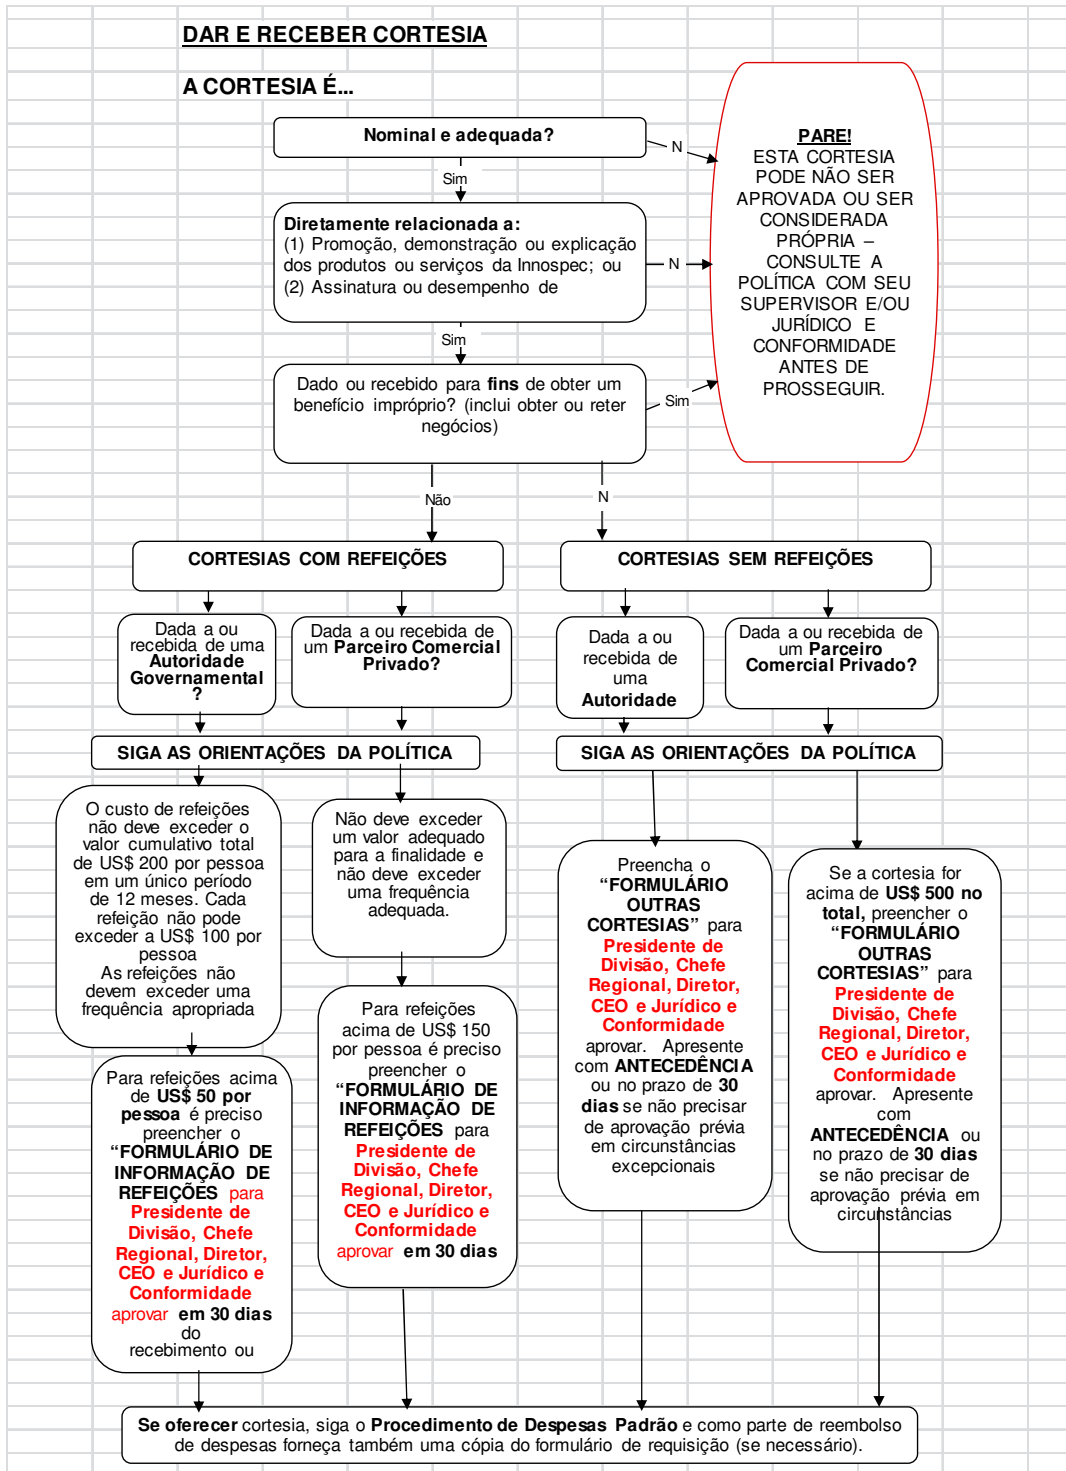 DAR E RECEBER CORTESIA
A CORTESIA É...
Nominal e adequada?
N
Sim
PARE!
ESTA CORTESIA
PODE NÃO SER
APROVADA OU SER
CONSIDERADA
PRÓPRIA –
CONSULTE A
POLÍTICA COM SEU
SUPERVISOR E/OU
JURÍDICO E
CONFORMIDADE
ANTES DE
PROSSEGUIR.
Diretamente relacionada a:
(1) Promoção, demonstração ou explicação
dos produtos ou serviços da Innospec; ou
(2) Assinatura ou desempenho de
N
Sim
Dado ou recebido para fins de obter um
benefício impróprio? (inclui obter ou reter
negócios)
Sim
Não
N
CORTESIAS COM REFEIÇÕES
CORTESIAS SEM REFEIÇÕES
Dada a ou
recebida de uma
Autoridade
Governamental
?
Dada a ou recebida de
um Parceiro Comercial
Privado?
Dada a ou
recebida de
uma
Autoridade
Dada a ou recebida de
um Parceiro
Comercial Privado?
SIGA AS ORIENTAÇÕES DA POLÍTICA
SIGA AS ORIENTAÇÕES DA POLÍTICA
O custo de refeições
não deve exceder o
valor cumulativo total
de US$ 200 por pessoa
em um único período
de 12 meses. Cada
refeição não pode
exceder a US$ 100 por
pessoa
As refeições não
devem exceder uma
frequência apropriada
Não deve exceder
um valor adequado
para a finalidade e
não deve exceder
uma frequência
adequada.
Preencha o
“FORMULÁRIO
OUTRAS
CORTESIAS” para
Presidente de
Divisão, Chefe
Regional, Diretor,
CEO e Jurídico e
Conformidade
aprovar. Apresente
com ANTECEDÊNCIA
ou no prazo de 30
dias se não precisar
de aprovação prévia
em circunstâncias
excepcionais
Se a cortesia for
acima de US$ 500 no
total, preencher o
“FORMULÁRIO
OUTRAS
CORTESIAS” para
Presidente de
Divisão, Chefe
Regional, Diretor,
CEO e Jurídico e
Conformidade
aprovar. Apresente
com
ANTECEDÊNCIA ou
no prazo de 30 dias
se não precisar de
aprovação prévia em
circunstâncias
Para refeições acima
de US$ 50 por
pessoa é preciso
preencher o
“FORMULÁRIO DE
INFORMAÇÃO DE
REFEIÇÕES para
Presidente de
Divisão, Chefe
Regional, Diretor,
CEO e Jurídico e
Conformidade
aprovar em 30 dias
do
recebimento ou
Para refeições
acima de US$ 150
por pessoa é preciso
preencher o
“FORMULÁRIO DE
INFORMAÇÃO DE
REFEIÇÕES para
Presidente de
Divisão, Chefe
Regional, Diretor,
CEO e Jurídico e
Conformidade
aprovar em 30 dias
Se oferecer cortesia, siga o Procedimento de Despesas Padrão e como parte de reembolso
de despesas forneça também uma cópia do formulário de requisição (se necessário).